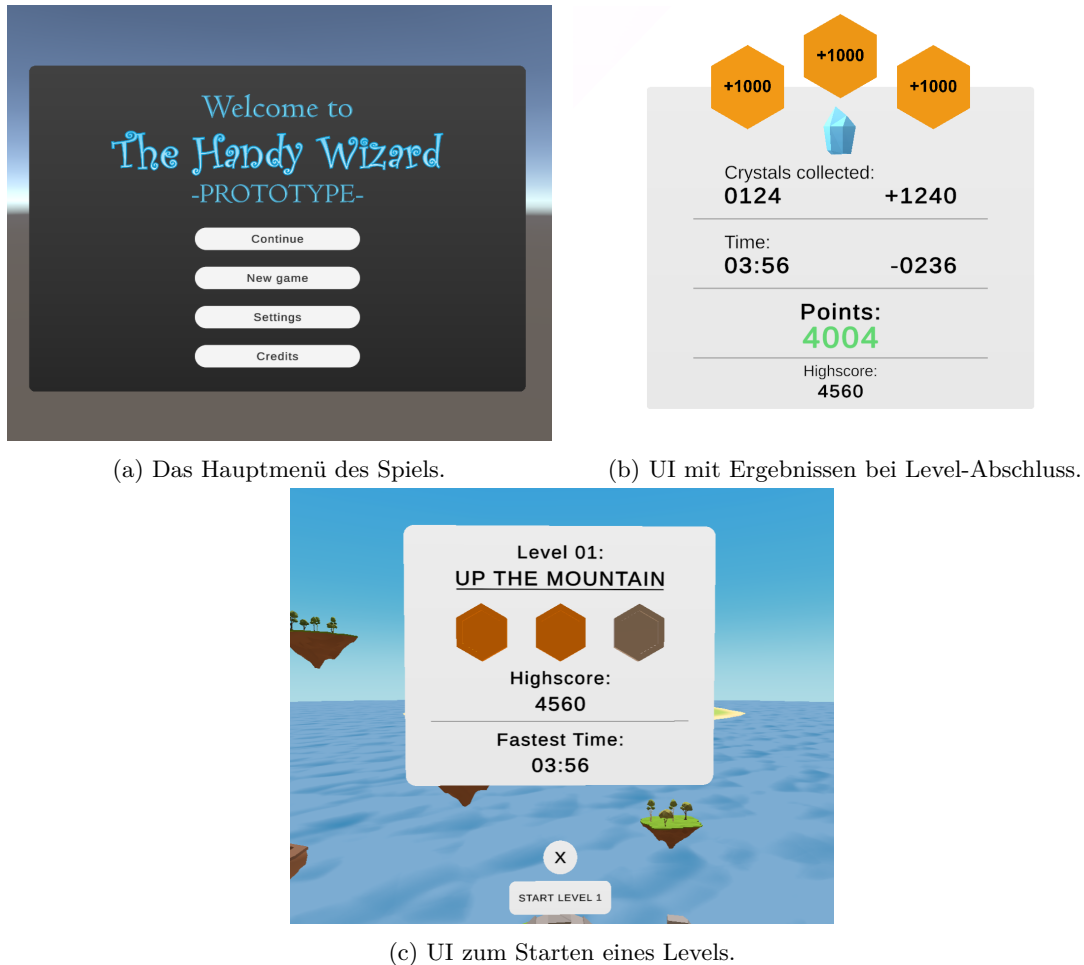 Welcome to
The Handy Wizard
-PROTOTYPE-
Continue
New game
Settings
Credits
(a) Das Hauptmenü des Spiels.
+1000
+1000
+1000
Crystals collected:
0124 +1240
Time:
03:56 -0236
Points:
4004
Highscore:
4560
(b) UI mit Ergebnissen bei Level-Abschluss.
Level 01:
UP THE MOUNTAIN
Highscore:
4560
Fastest Time:
03:56
X
START LEVEL 1
(c) UI zum Starten eines Levels.